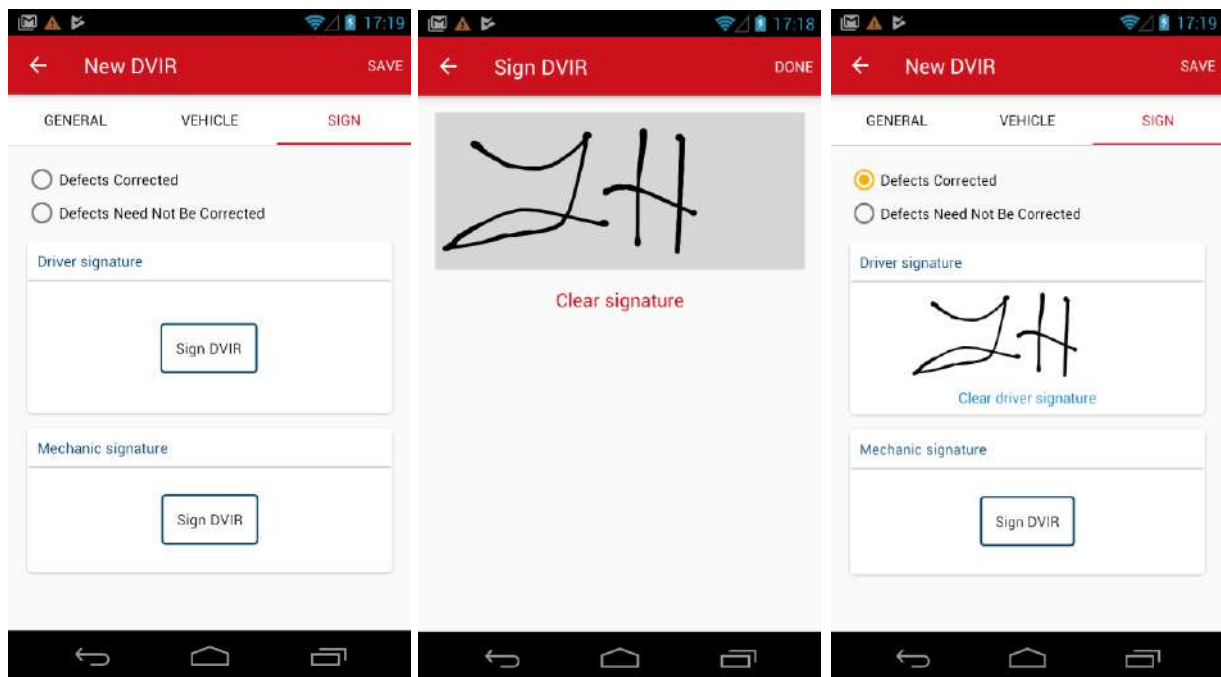 17:19
New DVIR
SAVE
GENERAL VEHICLE SIGN
Defects Corrected
Defects Need Not Be Corrected
Driver signature
Sign DVIR
Mechanic signature
Sign DVIR
17:18
Sign DVIR
DONE
Clear signature
17:19
New DVIR
SAVE
GENERAL VEHICLE SIGN
Defects Corrected
Defects Need Not Be Corrected
Driver signature
Clear driver signature
Mechanic signature
Sign DVIR